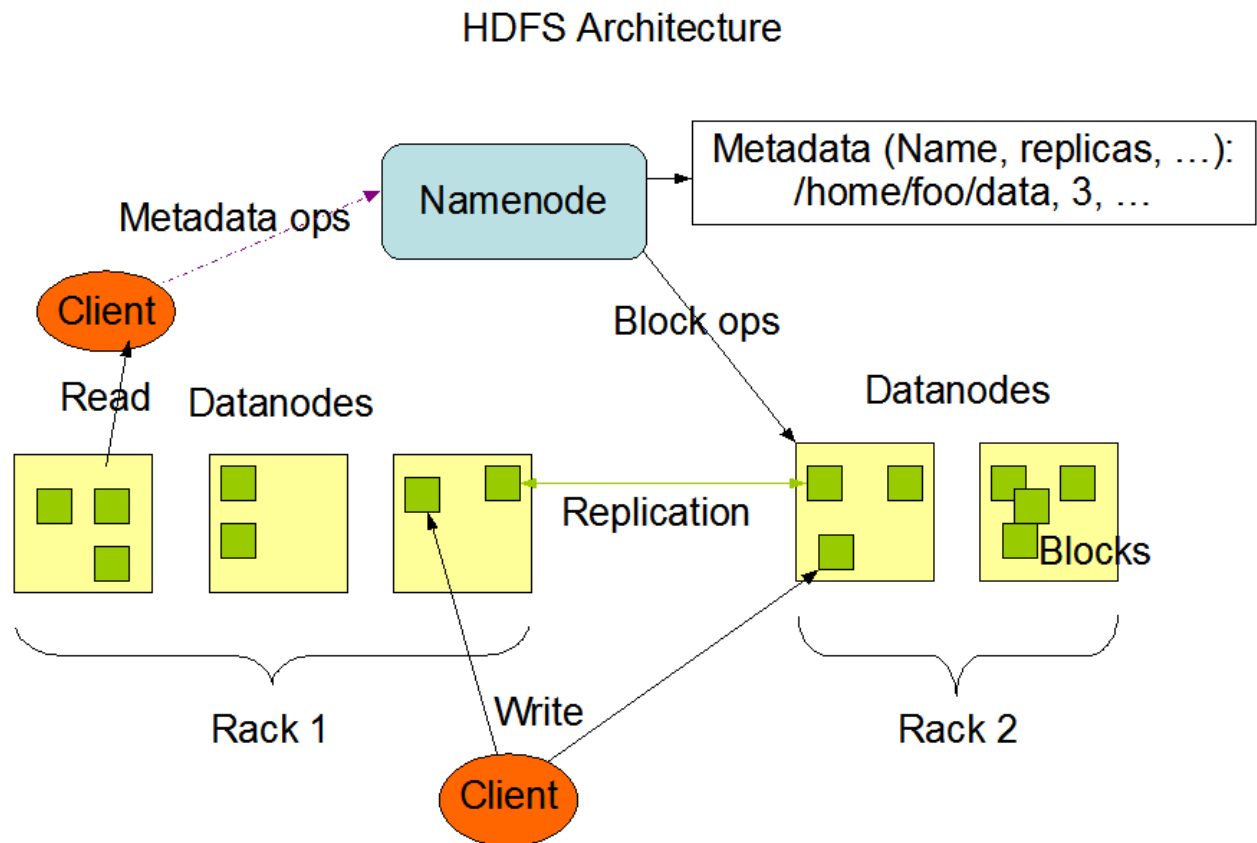 HDFS Architecture
Metadata (Name, replicas, …):
/home/foo/data, 3, …
Namenode
Metadata ops
Client
Block ops
Read
Datanodes
Datanodes
Replication
Blocks
Rack 1
Write
Rack 2
Client